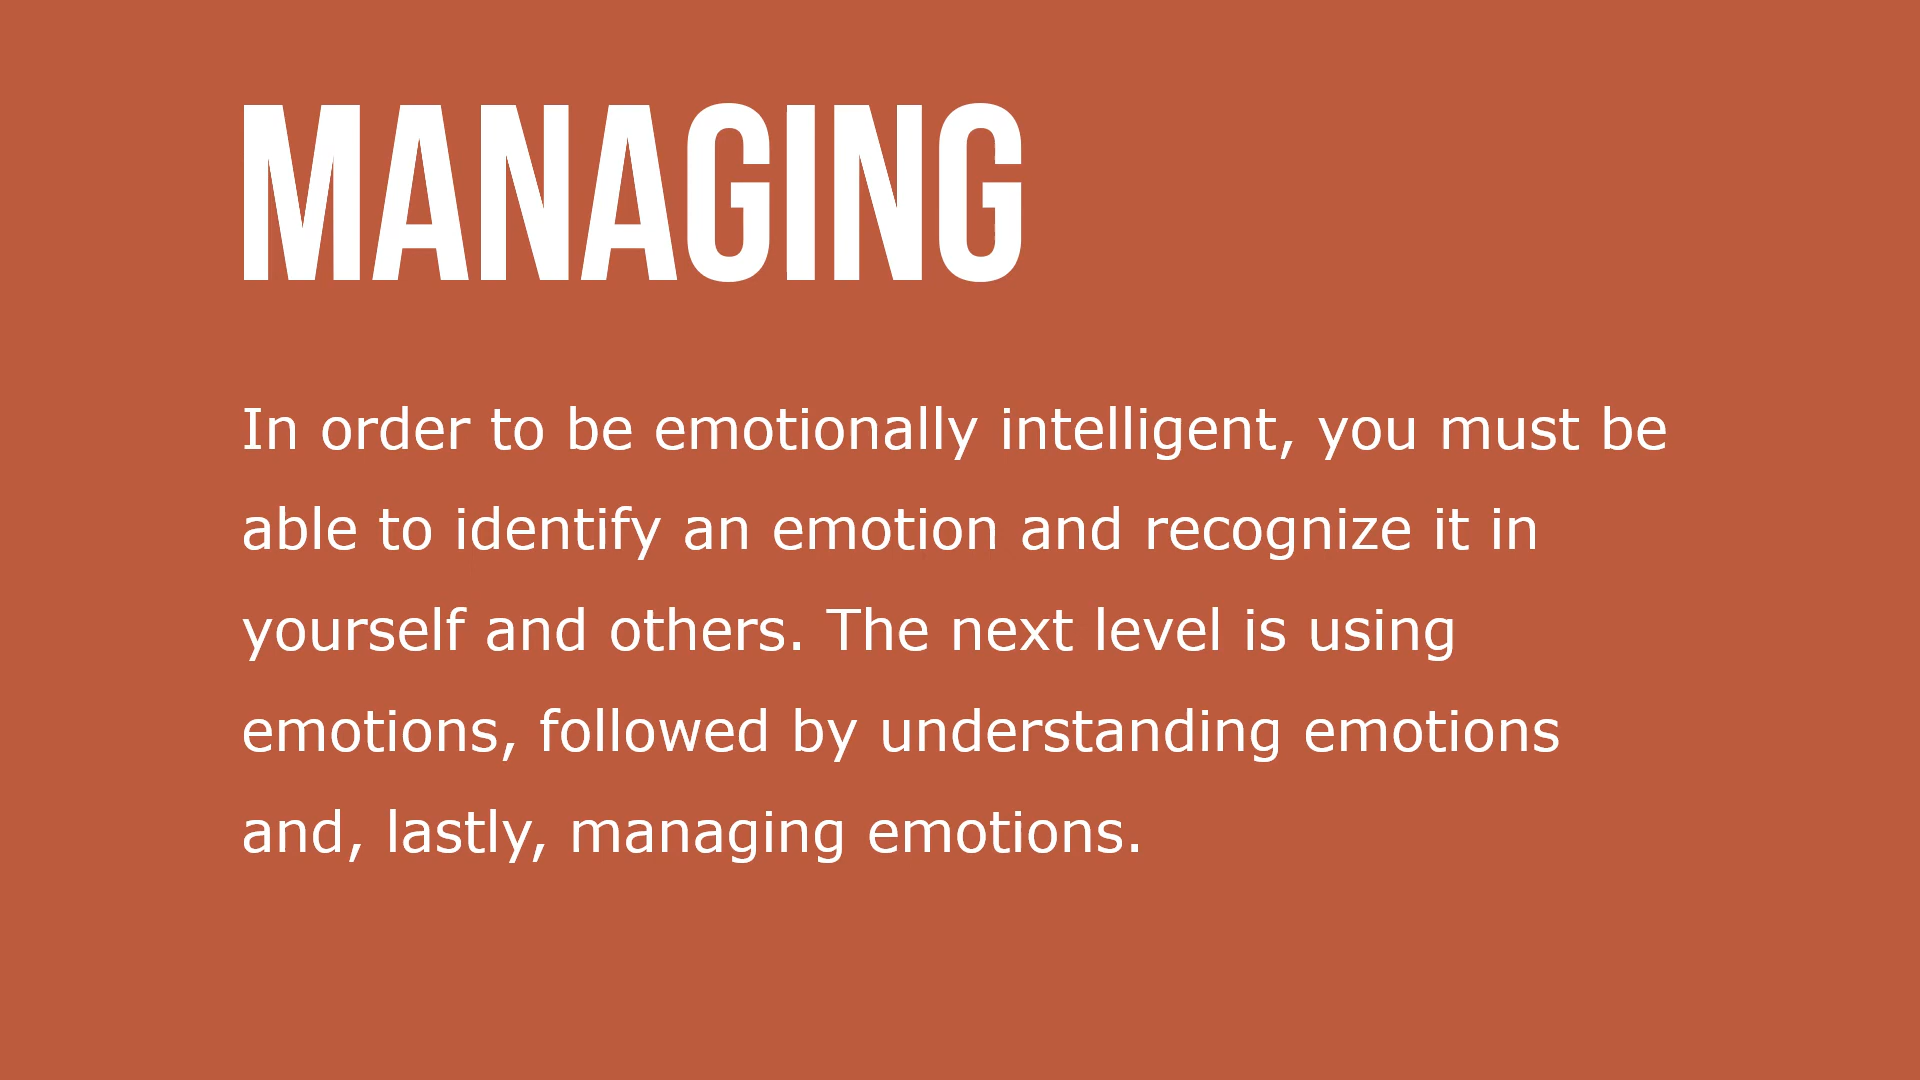 MANAGING
In order to be emotionally intelligent, you must be
able to identify an emotion and recognize it in
yourself and others. The next level is using
emotions, followed by understanding emotions
and, lastly, managing emotions.